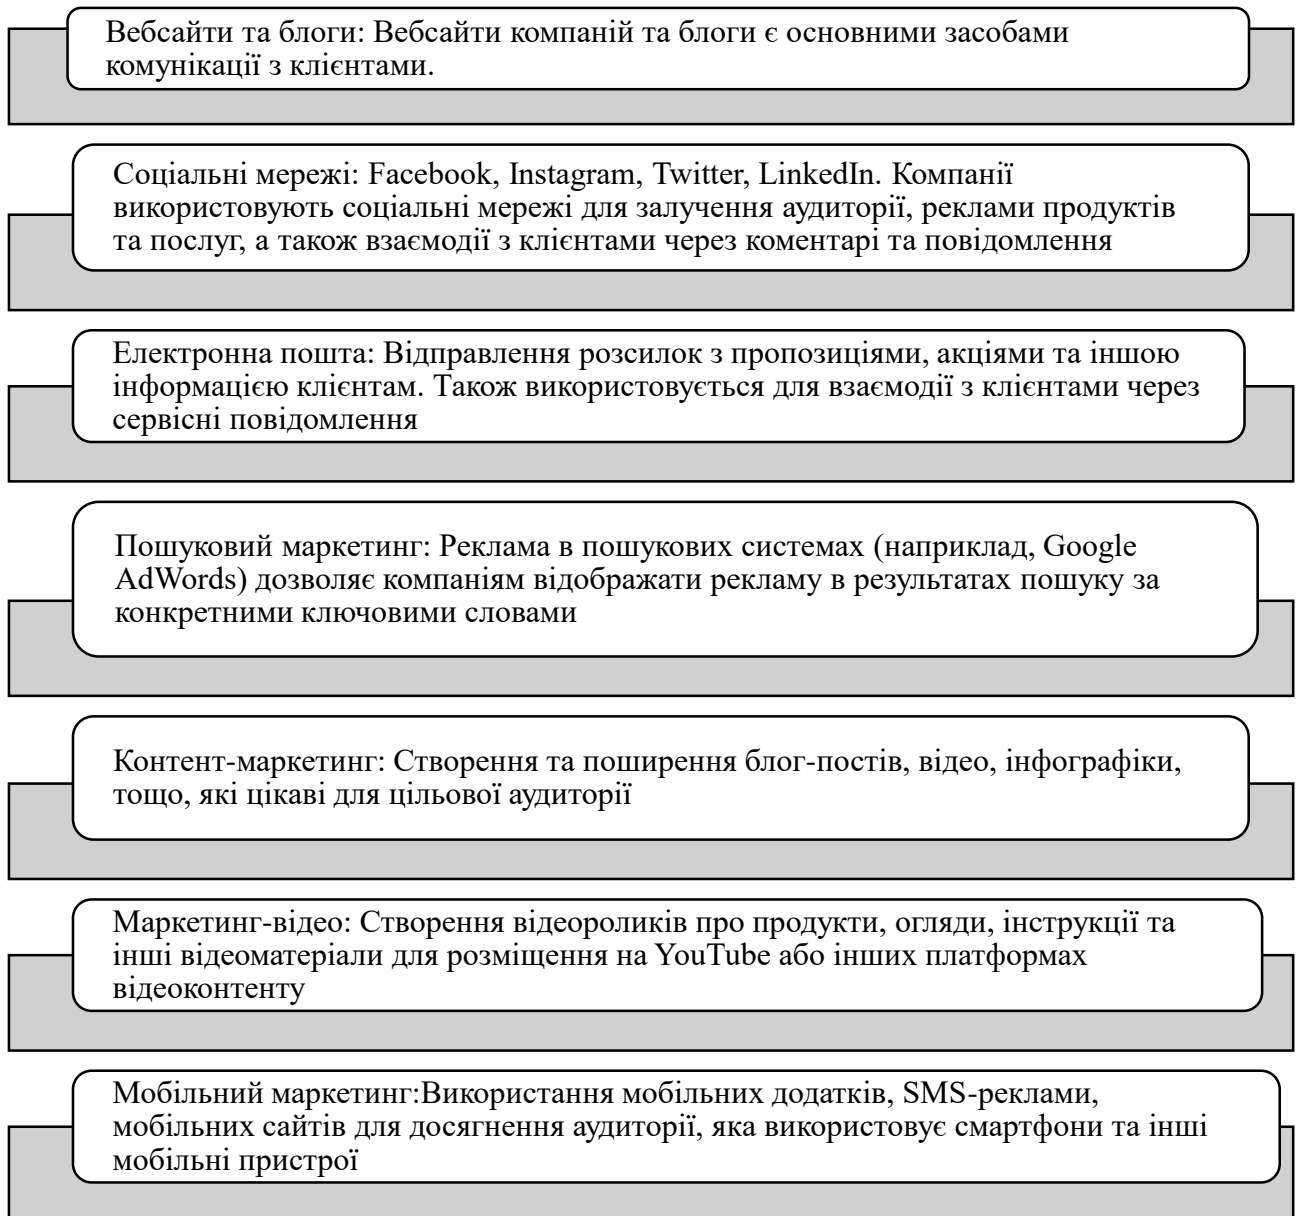 Вебсайти та блоги: Вебсайти компаній та блоги є основними засобами
комунікації з клієнтами.
Соціальні мережі: Facebook, Instagram, Twitter, LinkedIn. Компанії
використовують соціальні мережі для залучення аудиторії, реклами продуктів
та послуг, а також взаємодії з клієнтами через коментарі та повідомлення
Електронна пошта: Відправлення розсилок з пропозиціями, акціями та іншою
інформацією клієнтам. Також використовується для взаємодії з клієнтами через
сервісні повідомлення
Пошуковий маркетинг: Реклама в пошукових системах (наприклад, Google
AdWords) дозволяє компаніям відображати рекламу в результатах пошуку за
конкретними ключовими словами
Контент-маркетинг: Створення та поширення блог-постів, відео, інфографіки,
тощо, які цікаві для цільової аудиторії
Маркетинг-відео: Створення відеороликів про продукти, огляди, інструкції та
інші відеоматеріали для розміщення на YouTube або інших платформах
відеоконтенту
Мобільний маркетинг:Використання мобільних додатків, SMS-реклами,
мобільних сайтів для досягнення аудиторії, яка використовує смартфони та інші
мобільні пристрої